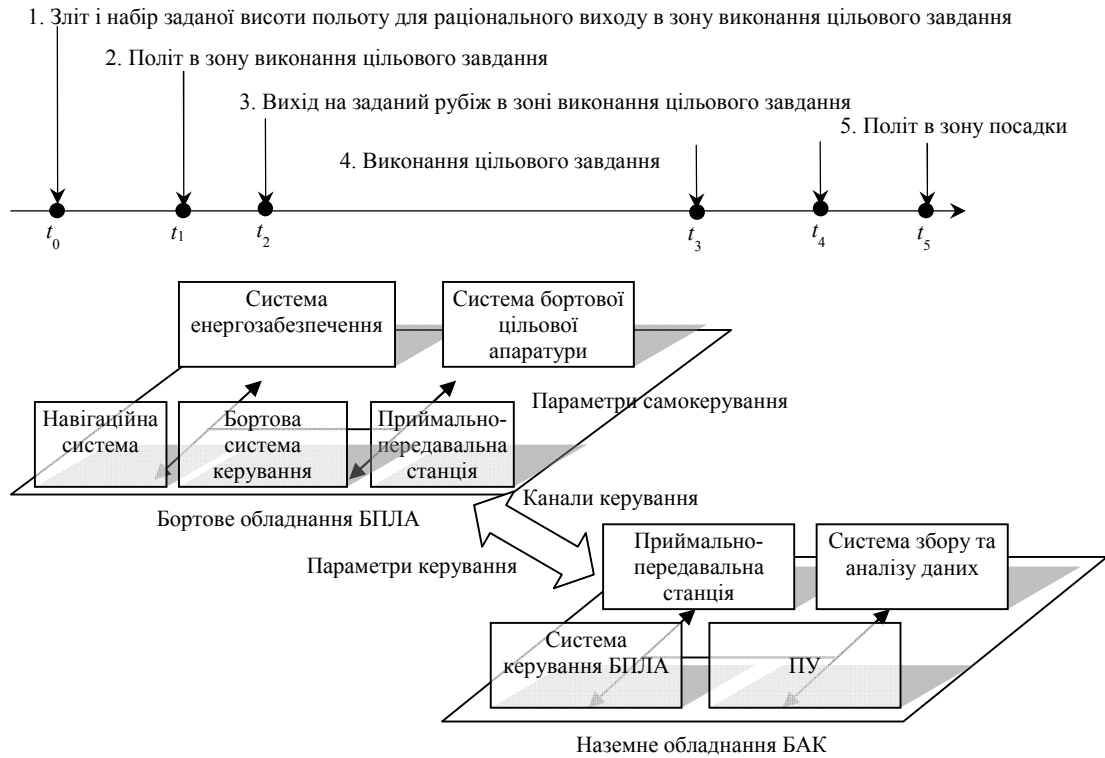 1. Зліт і набір заданої висоти польоту для раціонального виходу в зону виконання цільового завдання
2. Політ в зону виконання цільового завдання
3. Вихід на заданий рубіж в зоні виконання цільового завдання
5. Політ в зону посадки
4. Виконання цільового завдання
t0 t1 t2 t3 t4 t5
Система
енергозабезпечення
Система бортової
цільової
апаратури
Навігаційна
система
Бортова
система
керування
Приймально-
передавальна
станція
Параметри самокерування
Бортове обладнання БПЛА
Канали керування
Параметри керування
Приймально-
передавальна
станція
Система збору та
аналізу даних
Система
керування БПЛА
ПУ
Наземне обладнання БАК